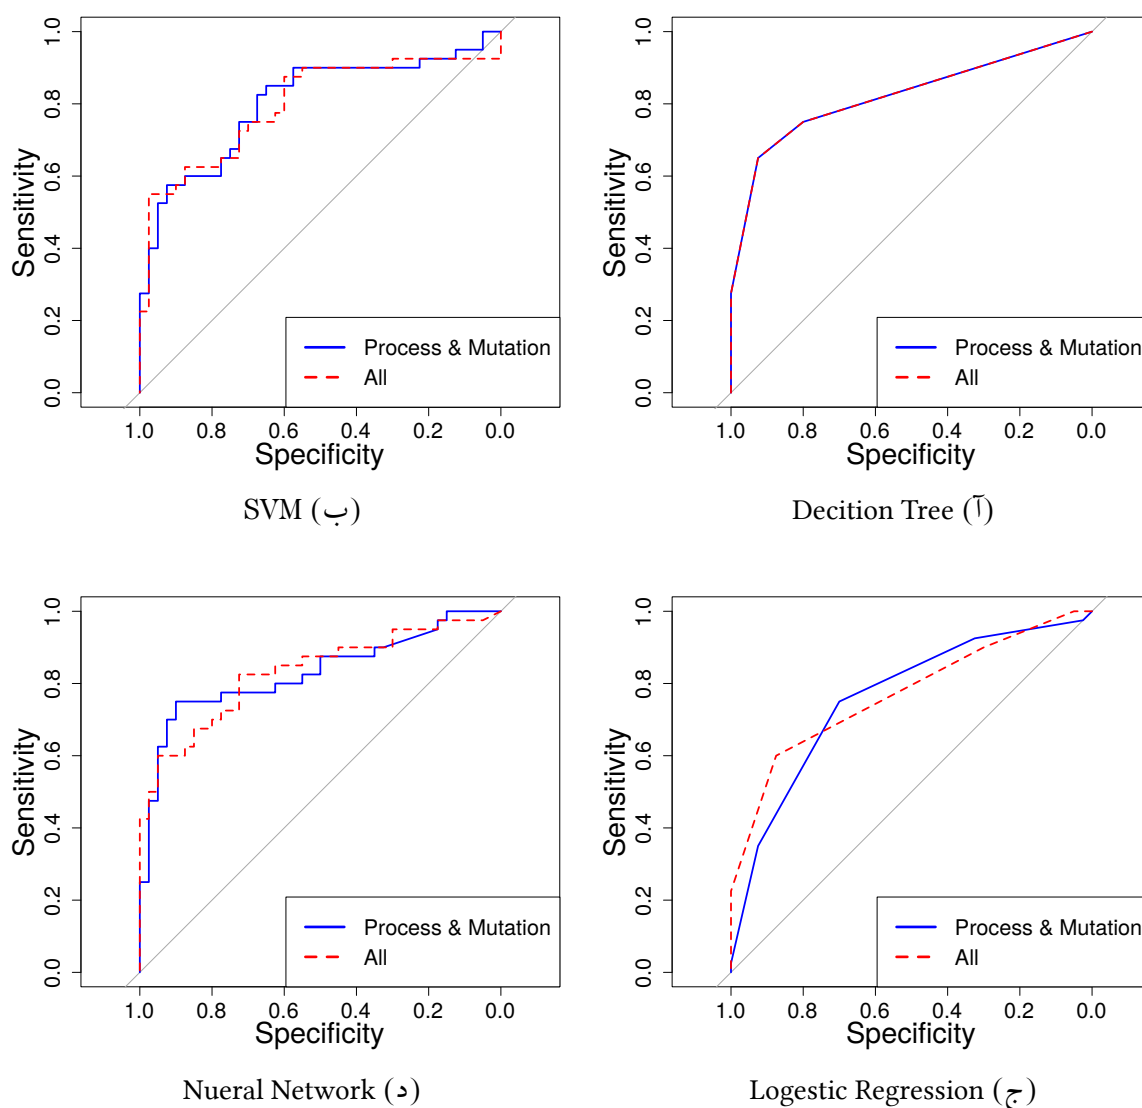 Sensitivity
0.0 0.2 0.4 0.6 0.8 1.0
Process & Mutation
All
1.0 0.8 0.6 0.4 0.2 0.0
Specificity
SVM (ب)
Sensitivity
0.0 0.2 0.4 0.6 0.8 1.0
Process & Mutation
All
1.0 0.8 0.6 0.4 0.2 0.0
Specificity
Decition Tree (آ)
Sensitivity
0.0 0.2 0.4 0.6 0.8 1.0
Process & Mutation
All
1.0 0.8 0.6 0.4 0.2 0.0
Specificity
Nueral Network (د)
Sensitivity
0.0 0.2 0.4 0.6 0.8 1.0
Process & Mutation
All
1.0 0.8 0.6 0.4 0.2 0.0
Specificity
Logestic Regression (ج)